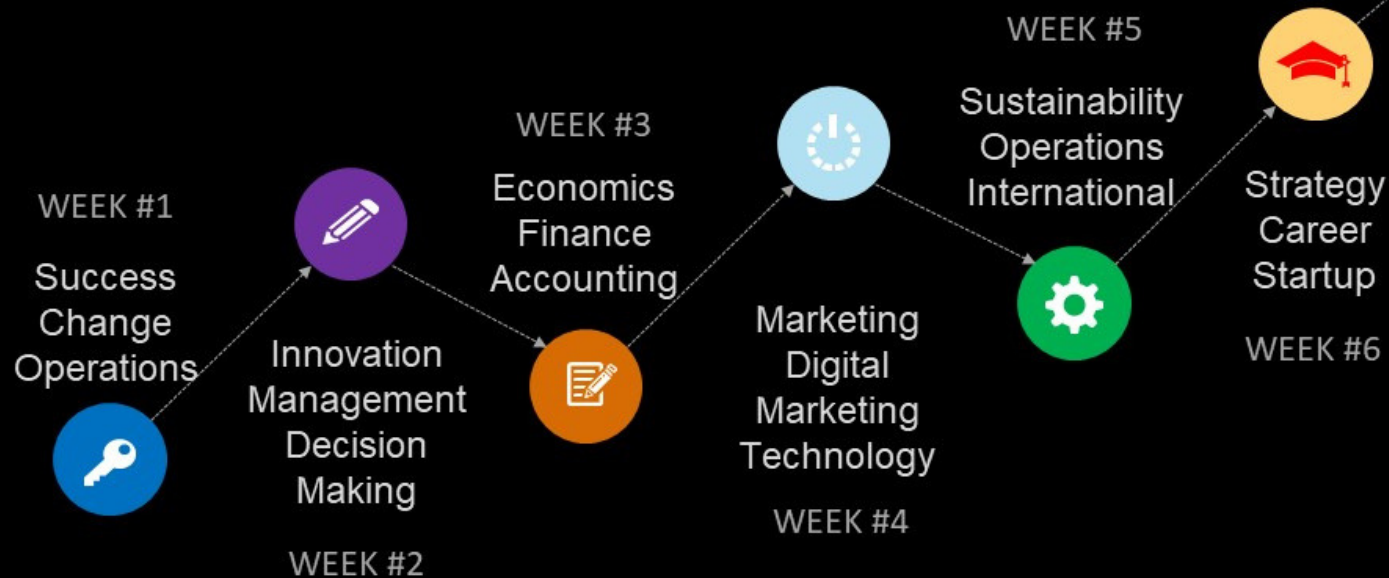 WEEK #1
Success
Change
Operations
Innovation
Management
Decision
Making
WEEK #2
WEEK #3
Economics
Finance
Accounting
Marketing
Digital
Marketing
Technology
WEEK #4
WEEK #5
Sustainability
Operations
International
Strategy
Career
Startup
WEEK #6